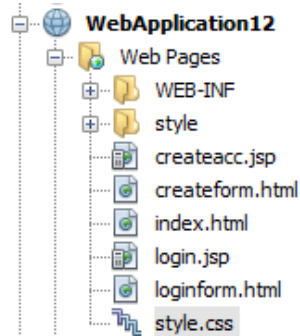 WebApplication12
Web Pages
WEB-INF
style
createacc.jsp
createform.html
index.html
login.jsp
loginform.html
style.css